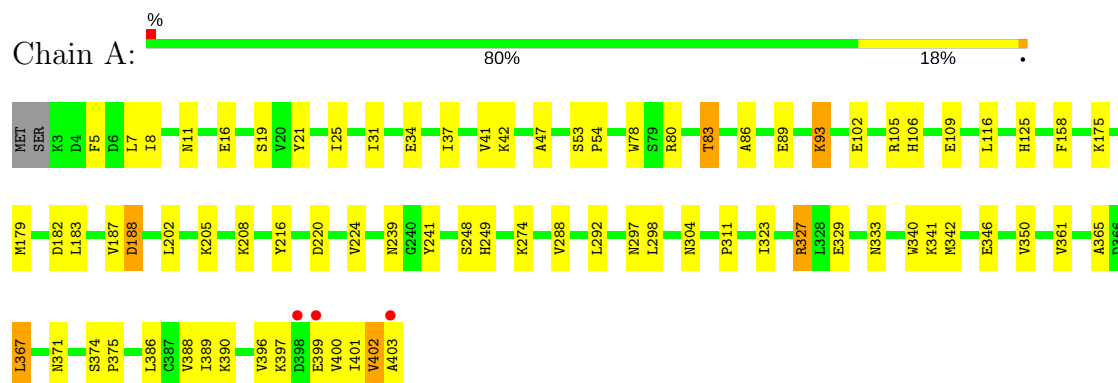 %
Chain A:
80% 18% •
MET SER K3 D4 F5 D6 L7 I8 N11 E16 S19 V20 Y21 I25 I31 E34 I37 V41 K42 A47 S53 P54 W78 S79 R80 T83 A86 E89 K93 E102 R105 H106 E109 L116 H125 F158 K175
M179 D182 L183 V187 D188 L202 K205 K208 Y216 D220 V224 N239 G240 Y241 S248 H249 K274 V288 L292 N297 L298 N304 P311 I323 R327 L328 E329 N333 W340 K341 M342 E346 V350 V361 A365 D366
L367 N371 S374 P375 L386 C387 V388 I389 K390 V396 K397 D398 E399 V400 I401 V402 A403